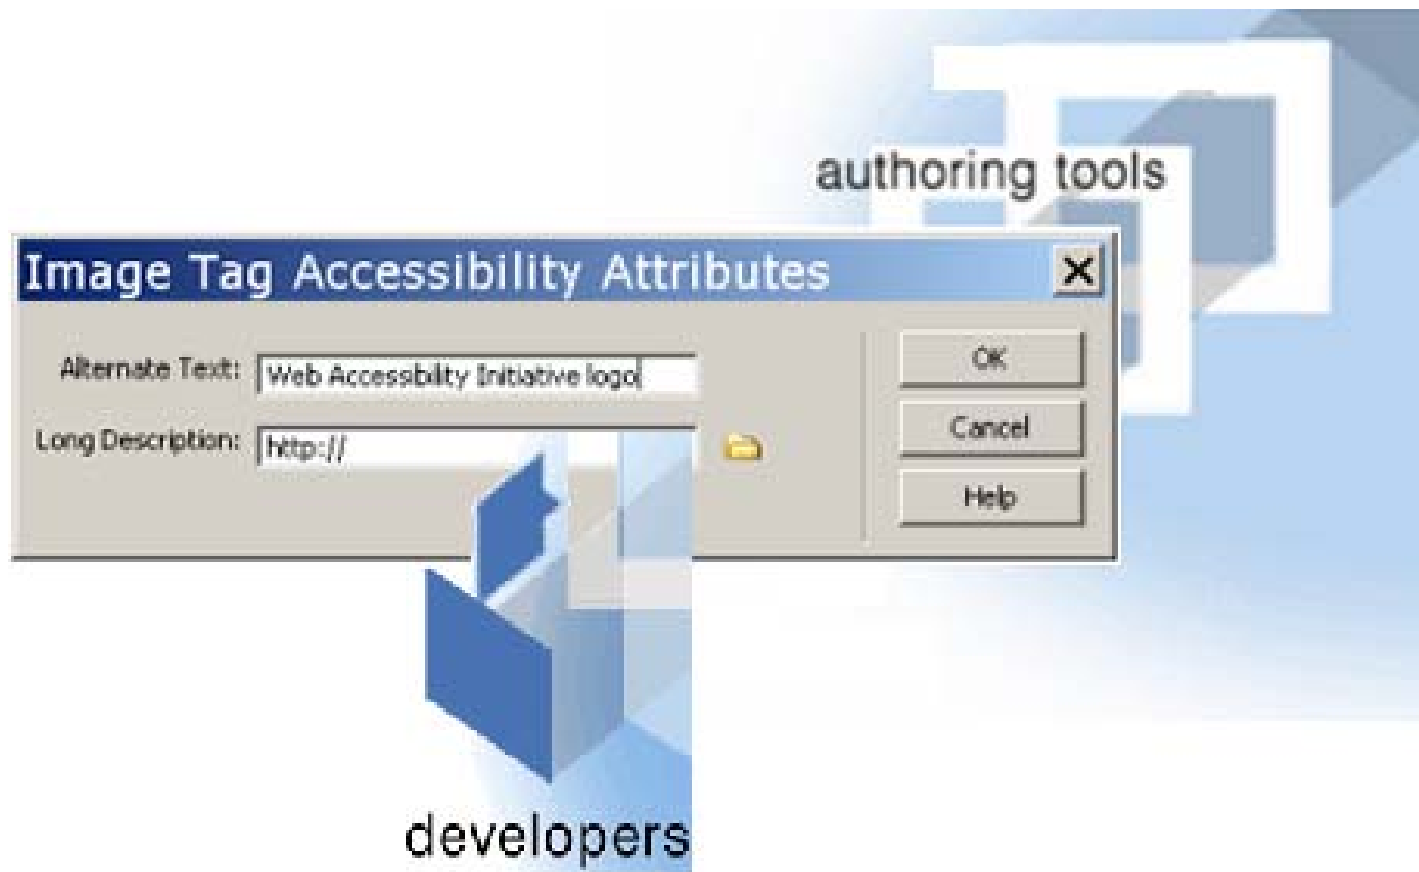 authoring tools
Image Tag Accessibility Attributes
Alternate Text: Web Accessibility Initiative logo
OK
Long Description: http://
Cancel
Help
developers